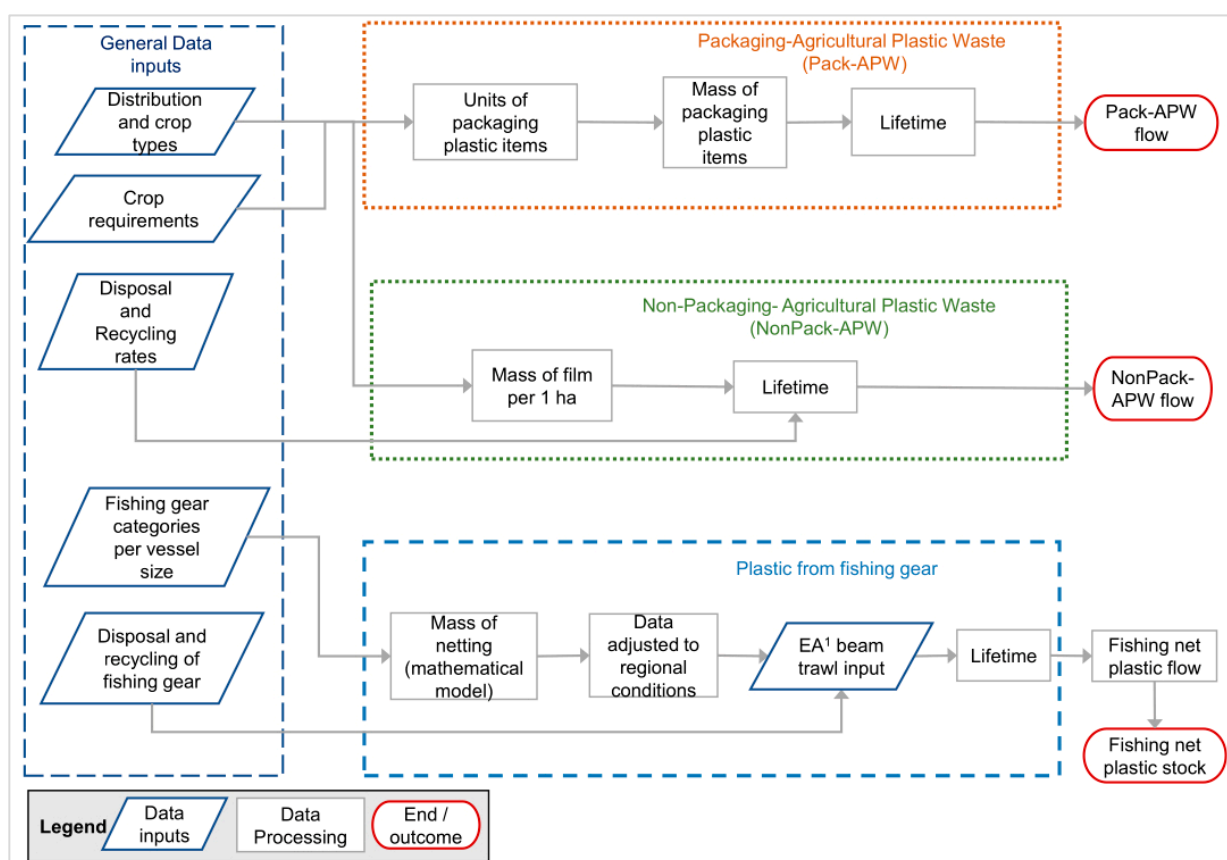 General Data
inputs
Distribution
and crop
types
Crop
requirements
Disposal
and
Recycling
rates
Fishing gear
categories
per vessel
size
Disposal and
recycling of
fishing gear
Packaging-Agricultural Plastic Waste
(Pack-APW)
Units of
packaging
plastic items
Mass of
packaging
plastic
items
Lifetime
Pack-APW
flow
Non-Packaging- Agricultural Plastic Waste
(NonPack-APW)
Mass of film
per 1 ha
Lifetime
NonPack-
APW flow
Plastic from fishing gear
Mass of
netting
(mathematical
model)
Data
adjusted to
regional
conditions
EA¹ beam
trawl input
Lifetime
Fishing net
plastic flow
Fishing net
plastic stock
Legend
Data
inputs
Data
Processing
End /
outcome